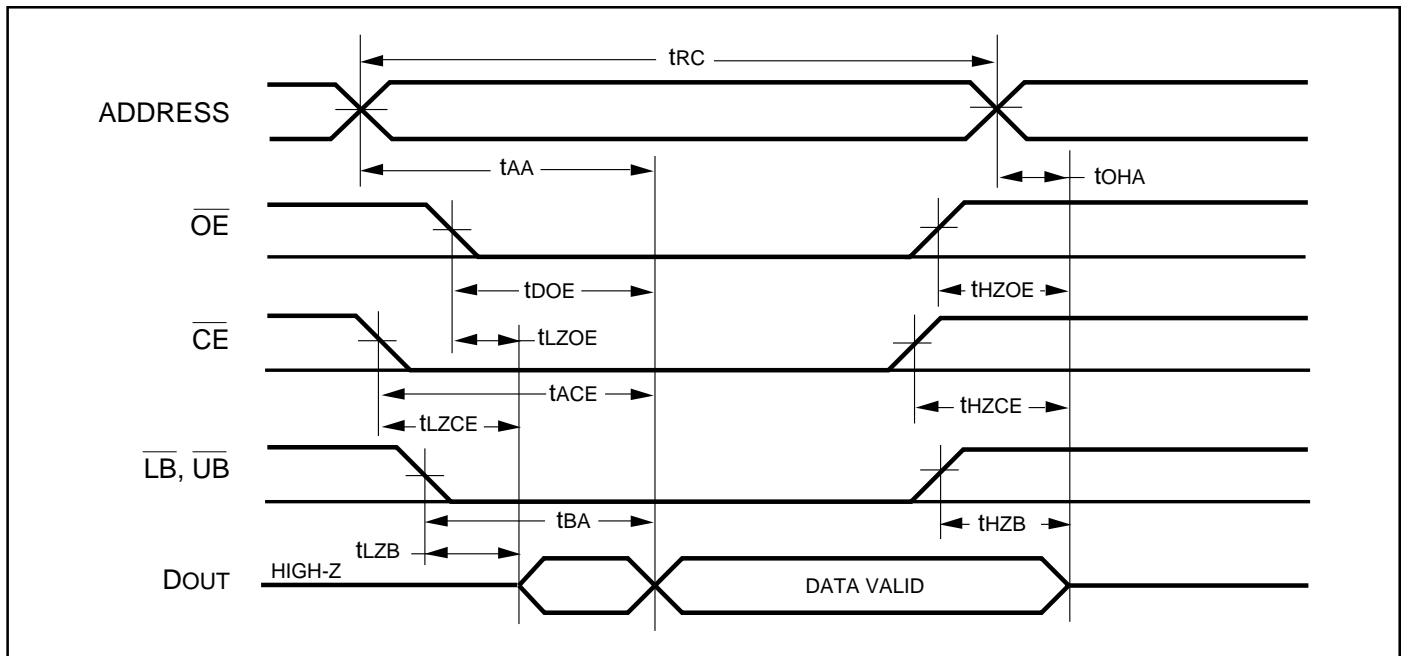 tRC
ADDRESS
tAA
tOHA
OE
tDOE
tHZOE
CE
tLZOE
tACE
tHZCE
tLZCE
LB, UB
tBA
tHZB
tLZB
DOUT
HIGH-Z
DATA VALID